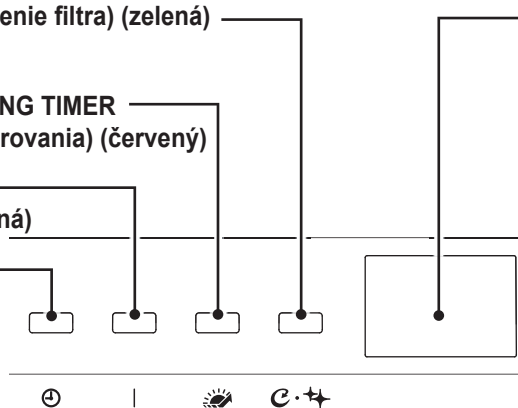 enie filtra) (zelená)
NG TIMER
rovania) (červený)
ná)